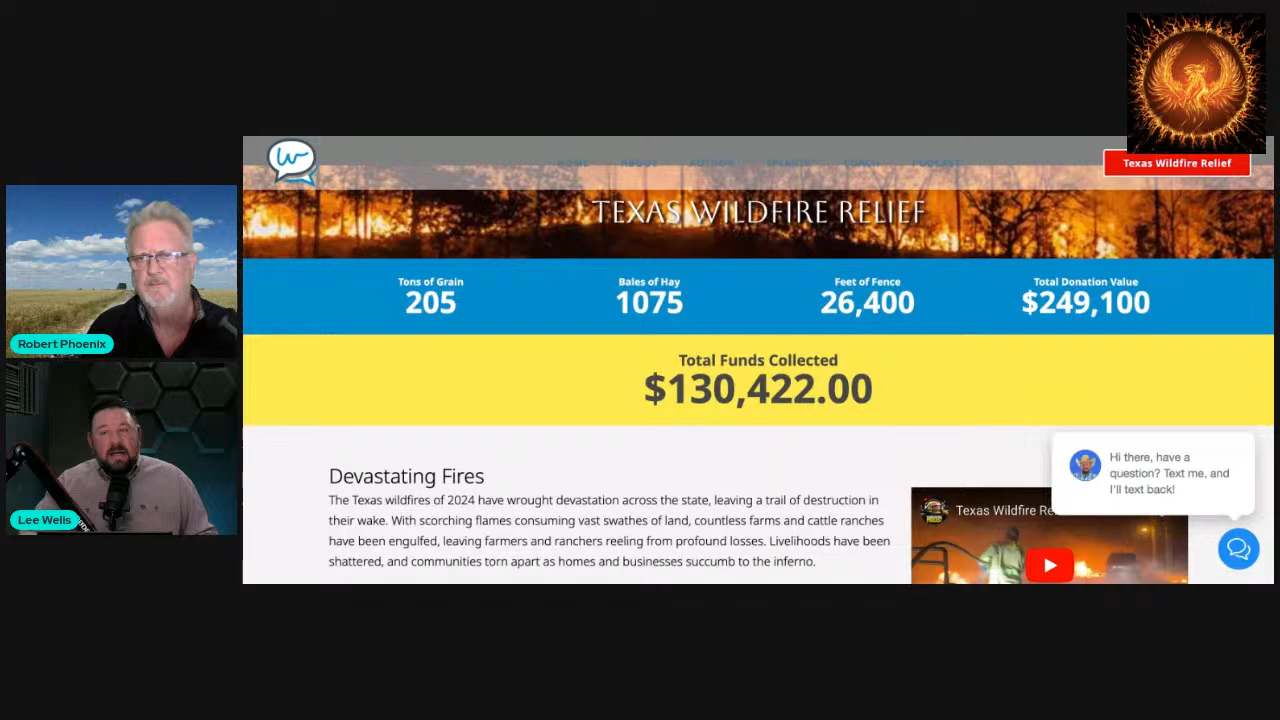 HOME ABOUT AUTHOR COACH PODCAST
Texas Wildfire Relief
TEXAS WILDFIRE RELIEF
Tons of Grain
205
Bales of Hay
1075
Feet of Fence
26,400
Total Donation Value
$249,100
Total Funds Collected
$130,422.00
Robert Phoenix
Lee Wells
Devastating Fires
The Texas wildfires of 2024 have wrought devastation across the state, leaving a trail of destruction in
their wake. With scorching flames consuming vast swathes of land, countless farms and cattle ranches
have been engulfed, leaving farmers and ranchers reeling from profound losses. Livelihoods have been
shattered, and communities torn apart as homes and businesses succumb to the inferno.
Texas Wildfire Re
Hi there, have a
question? Text me, and
I'll text back!